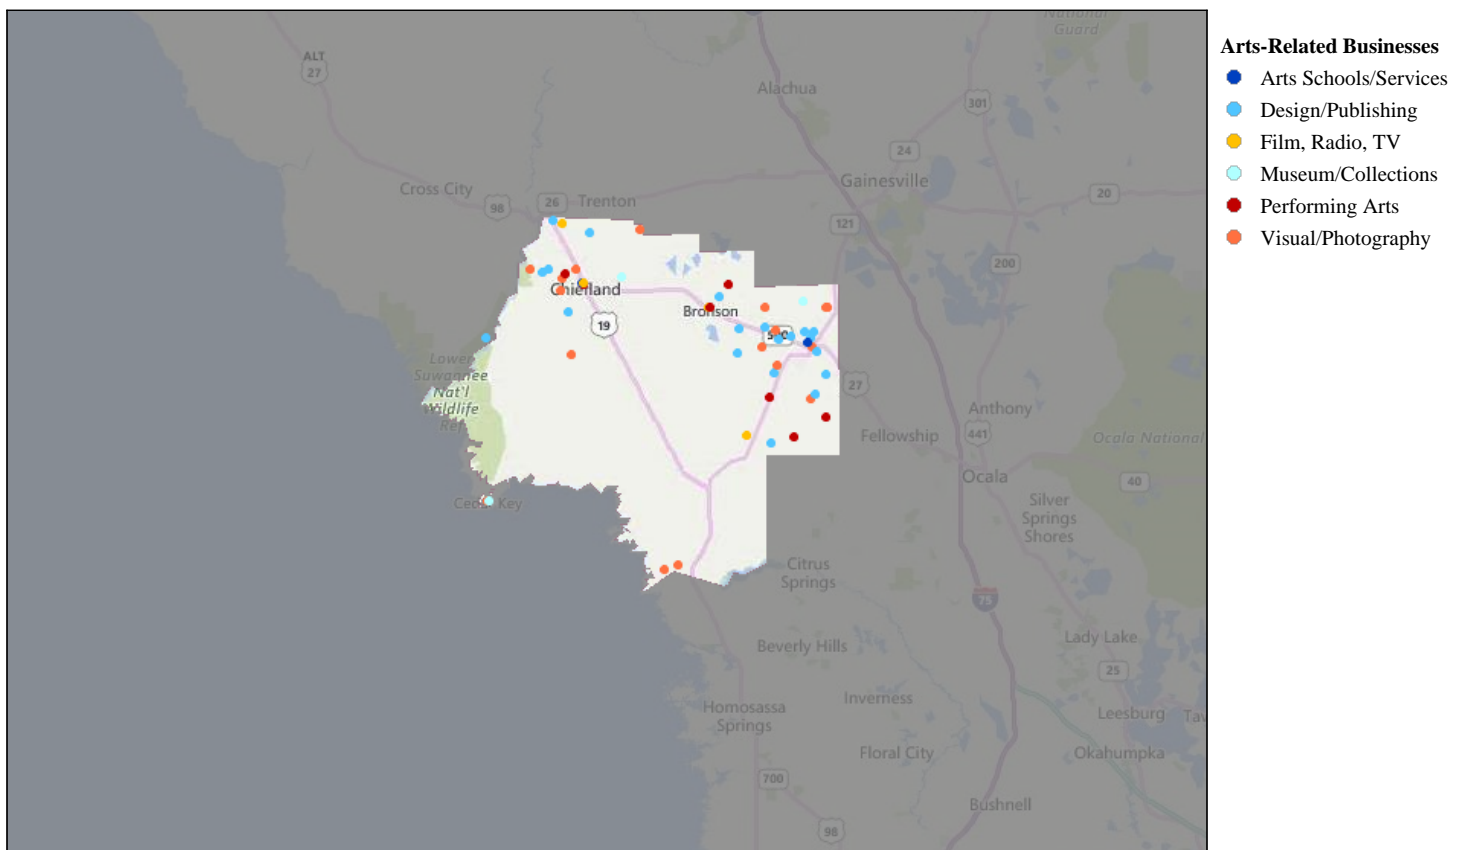 National
Guard
ALT
27
Alachua
301
24
Gainesville
20
Cross City
98
26
Trenton
121
200
Chiefland
Bronson
19
Lower
Suwannee
Nat'l
Wildlife
27
Anthony
441
Fellowship
Ocala National
Ocala
40
Silver
Springs
Shores
Key
Citrus
Springs
75
Beverly Hills
Lady Lake
25
Inverness
Homosassa
Springs
Leesburg
Floral City
Okahumpka
700
Bushnell
98
Arts-Related Businesses
Arts Schools/Services
Design/Publishing
Film, Radio, TV
Museum/Collections
Performing Arts
Visual/Photography